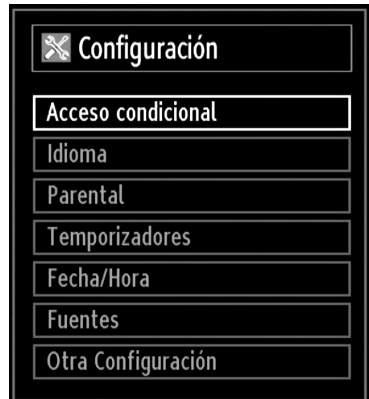 Configuración
Acceso condicional
Idioma
Parental
Temporizadores
Fecha/Hora
Fuentes
Otra Configuración